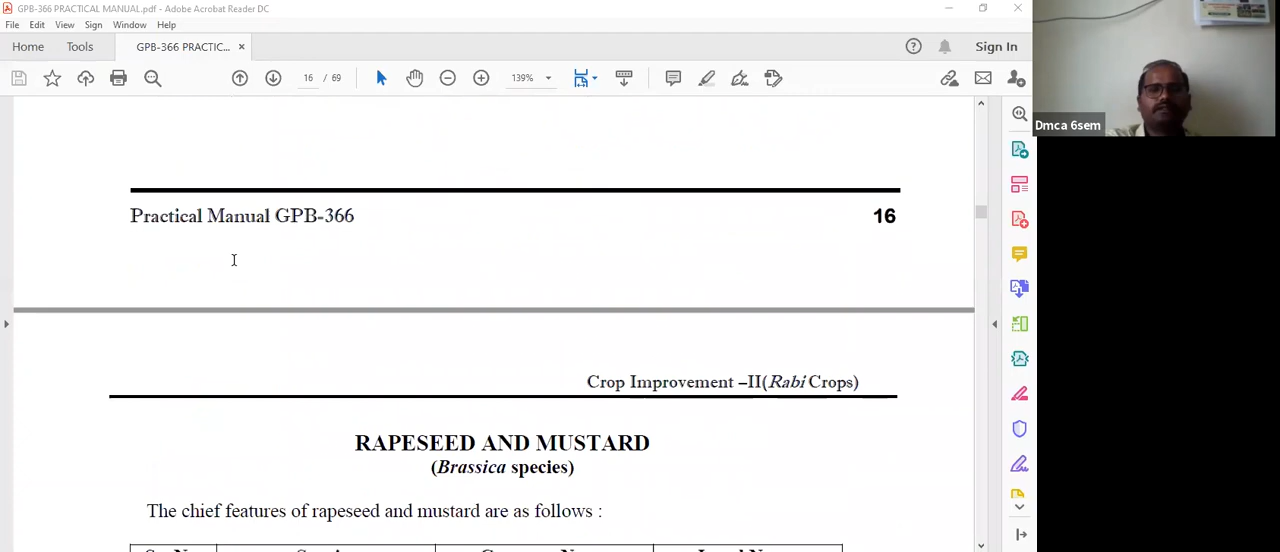 GPB-366 PRACTICAL MANUAL.pdf - Adobe Acrobat Reader DC
File Edit View Sign Window Help
Home Tools GPB-366 PRACTIC... × Sign In
16 / 69 139%
Dmca 6sem
Practical Manual GPB-366 16
Crop Improvement –II(Rabi Crops)
RAPESEED AND MUSTARD
(Brassica species)
The chief features of rapeseed and mustard are as follows :